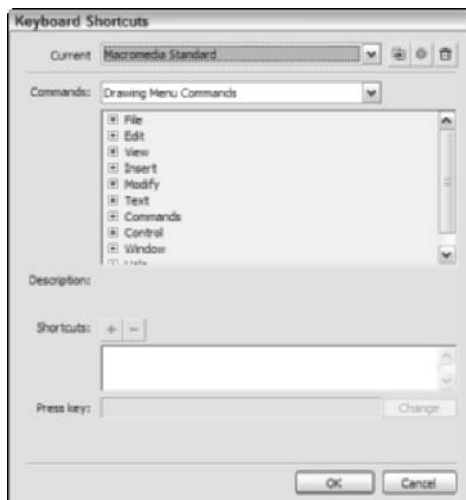 Keyboard Shortcuts
Current Macromedia Standard
Commands: Drawing Menu Commands
File
Edit
View
Insert
Modify
Text
Commands
Control
Window
Description:
Shortcuts: + -
Press key: Change
OK Cancel